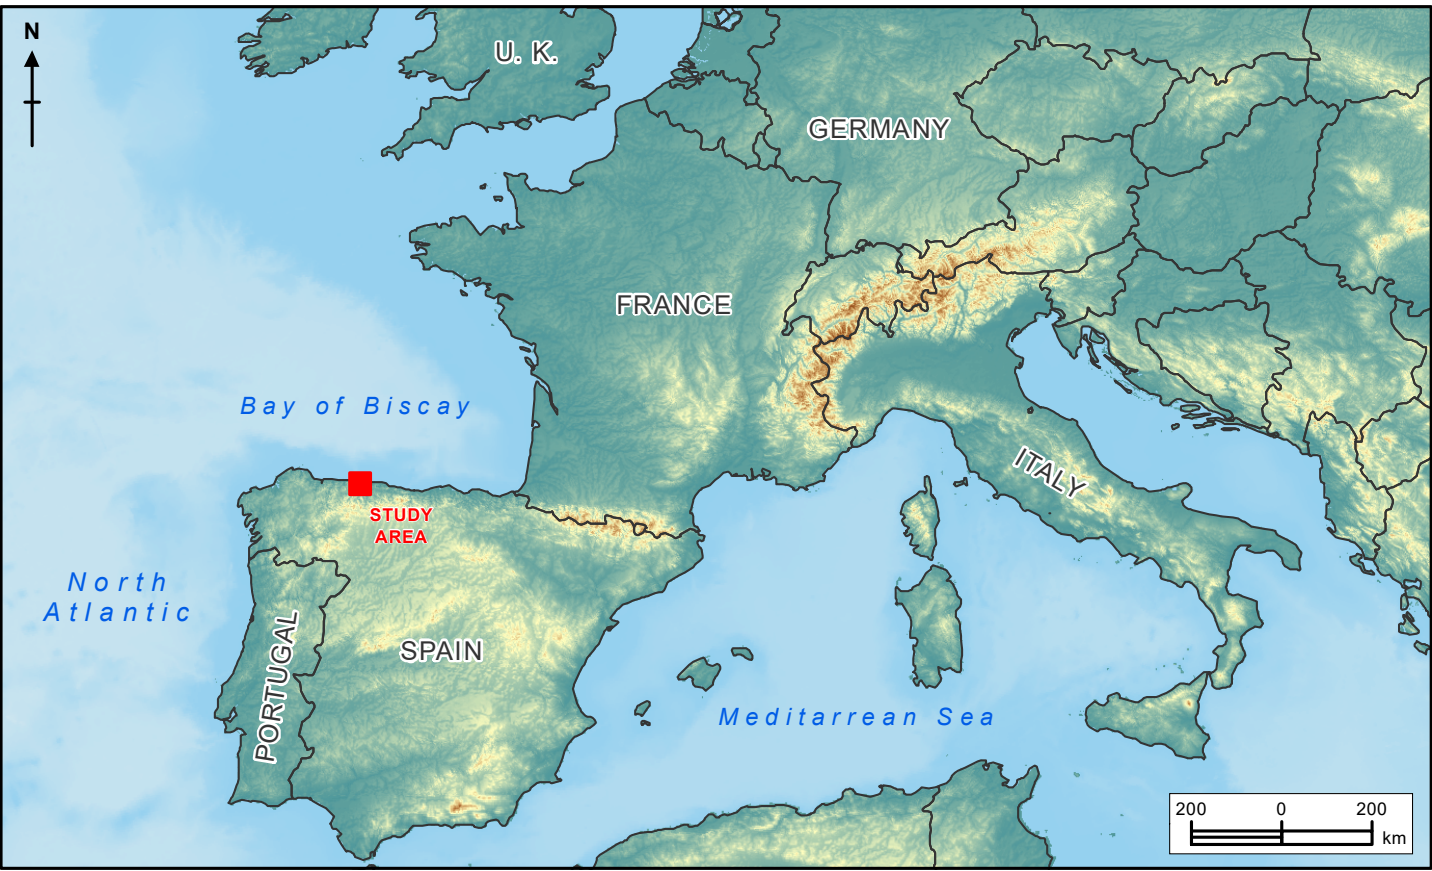 N
U. K.
GERMANY
FRANCE
Bay of Biscay
ITALY
STUDY
AREA
North
Atlantic
PORTUGAL
SPAIN
Meditarrean Sea
200 0 200
km